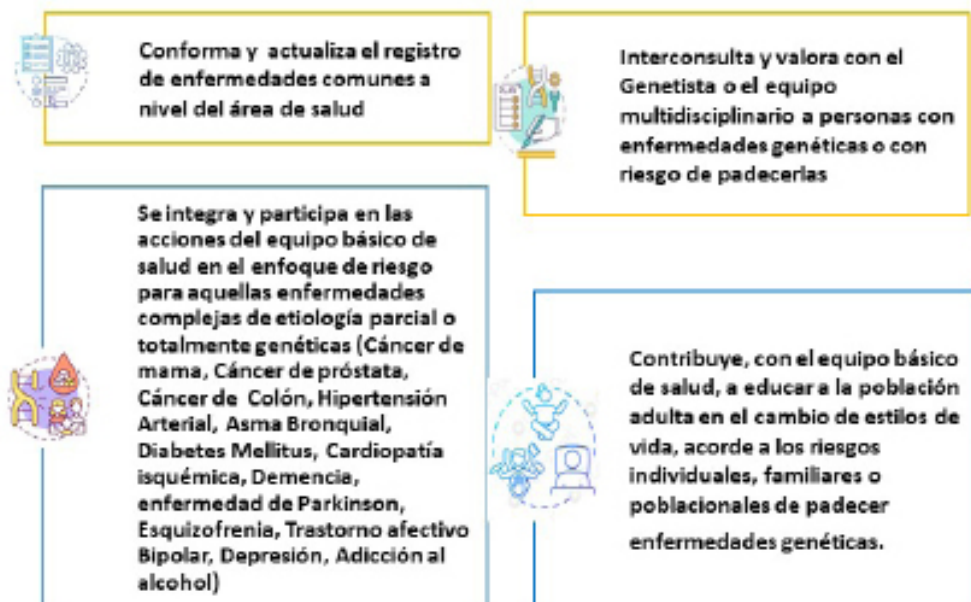 Conforma y actualiza el registro
de enfermedades comunes a
nivel del área de salud
Interconsulta y valora con el
Genetista o el equipo
multidisciplinario a personas con
enfermedades genéticas o con
riesgo de padecerlas
Se integra y participa en las
acciones del equipo básico de
salud en el enfoque de riesgo
para aquellas enfermedades
complejas de etiología parcial o
totalmente genéticas (Cáncer de
mama, Cáncer de próstata,
Cáncer de Colón, Hipertensión
Arterial, Asma Bronquial,
Diabetes Mellitus, Cardiopatía
isquémica, Demencia,
enfermedad de Parkinson,
Esquizofrenia, Trastorno afectivo
Bipolar, Depresión, Adicción al
alcohol)
Contribuye, con el equipo básico
de salud, a educar a la población
adulta en el cambio de estilos de
vida, acorde a los riesgos
individuales, familiares o
poblacionales de padecer
enfermedades genéticas.